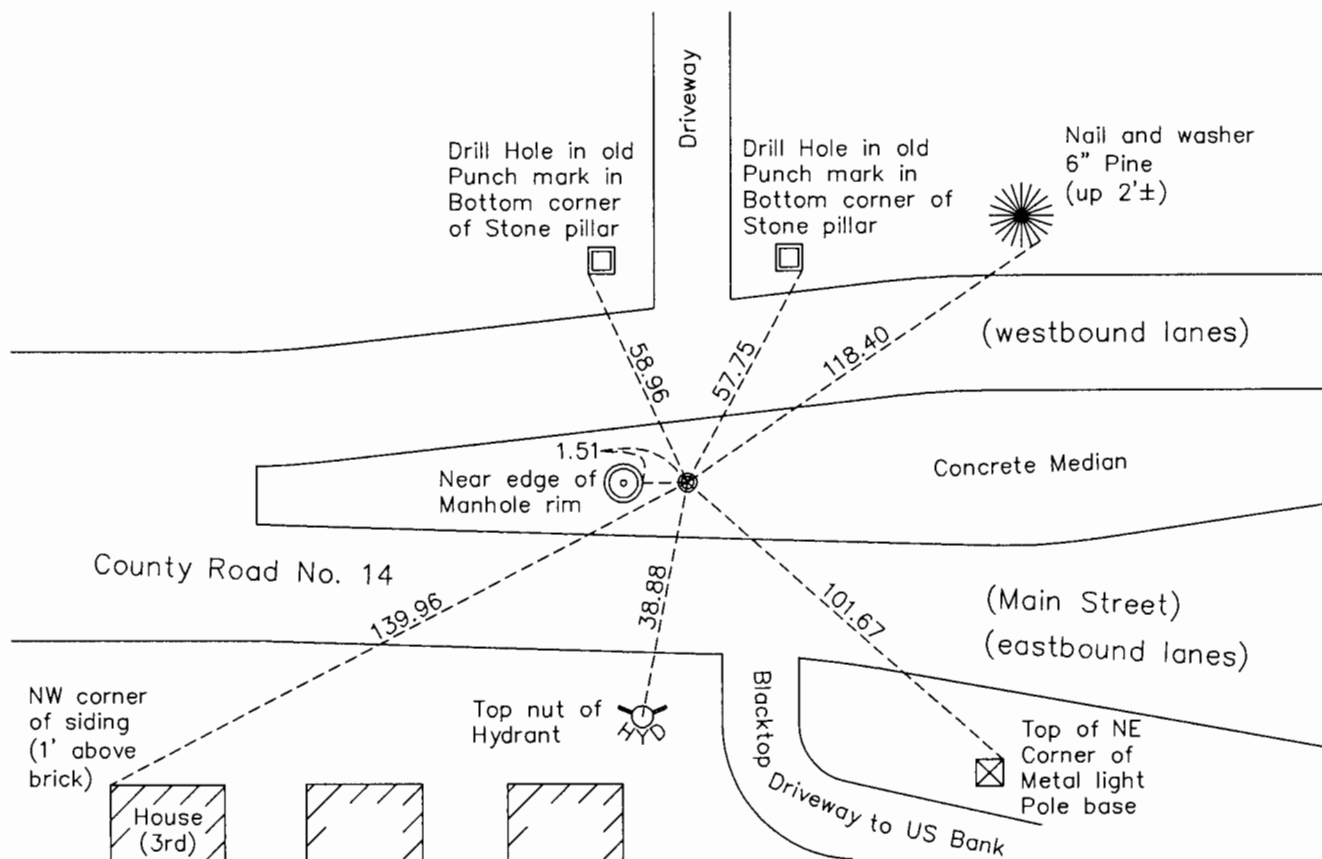 Driveway
Drill Hole in old
Punch mark in
Bottom corner
of Stone pillar
Drill Hole in old
Punch mark in
Bottom corner of
Stone pillar
Nail and washer
6" Pine
(up 2'±)
(westbound lanes)
58.96
57.75
118.40
1.51
Near edge of
Manhole rim
Concrete Median
County Road No. 14
139.96
38.88
101.67
(Main Street)
(eastbound lanes)
NW corner
of siding
(1' above
brick)
Top nut of
Hydrant
HYD
Blacktop
Driveway to US Bank
Top of NE
Corner of
Metal light
Pole base
House
(3rd)